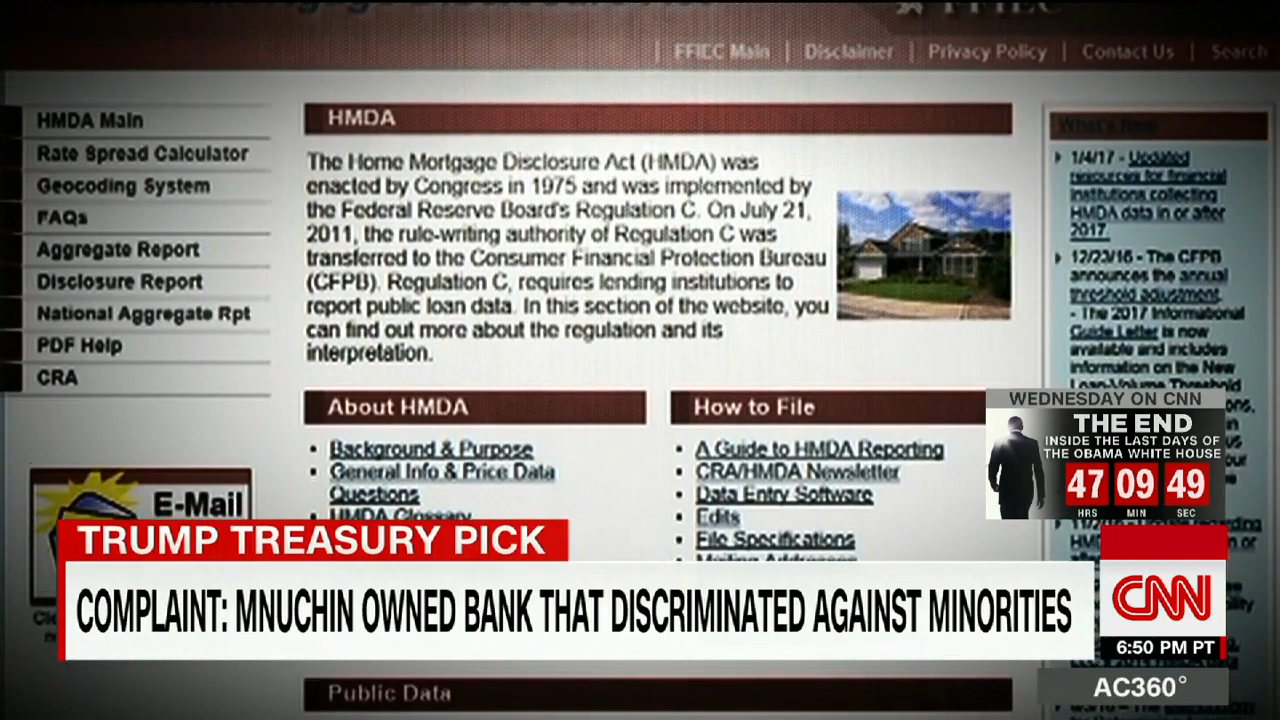 FFIEC
FFIEC Main | Disclaimer | Privacy Policy | Contact Us | Search
HMDA Main
Rate Spread Calculator
Geocoding System
FAQs
Aggregate Report
Disclosure Report
National Aggregate Rpt
PDF Help
CRA
E-Mail
HMDA
The Home Mortgage Disclosure Act (HMDA) was
enacted by Congress in 1975 and was implemented by
the Federal Reserve Board's Regulation C. On July 21,
2011, the rule-writing authority of Regulation C was
transferred to the Consumer Financial Protection Bureau
(CFPB). Regulation C, requires lending institutions to
report public loan data. In this section of the website, you
can find out more about the regulation and its
interpretation.
About HMDA
• Background & Purpose
• General Info & Price Data
Questions
• HMDA Glossary
How to File
• A Guide to HMDA Reporting
• CRA/HMDA Newsletter
• Data Entry Software
• Edits
• File Specifications
• Mailing Addresses
Public Data
What's New
1/4/17 - Updated
resources for financial
institutions collecting
HMDA data in or after
2017.
12/23/16 - The CFPB
announces the annual
threshold adjustment.
- The 2017 Informational
Guide Letter is now
available and includes
information on the New
Loan-Volume Threshold
WEDNESDAY ON CNN
THE END
INSIDE THE LAST DAYS OF
THE OBAMA WHITE HOUSE
47 09 49
HRS MIN SEC
TRUMP TREASURY PICK
COMPLAINT: MNUCHIN OWNED BANK THAT DISCRIMINATED AGAINST MINORITIES
CNN
6:50 PM PT
AC360°